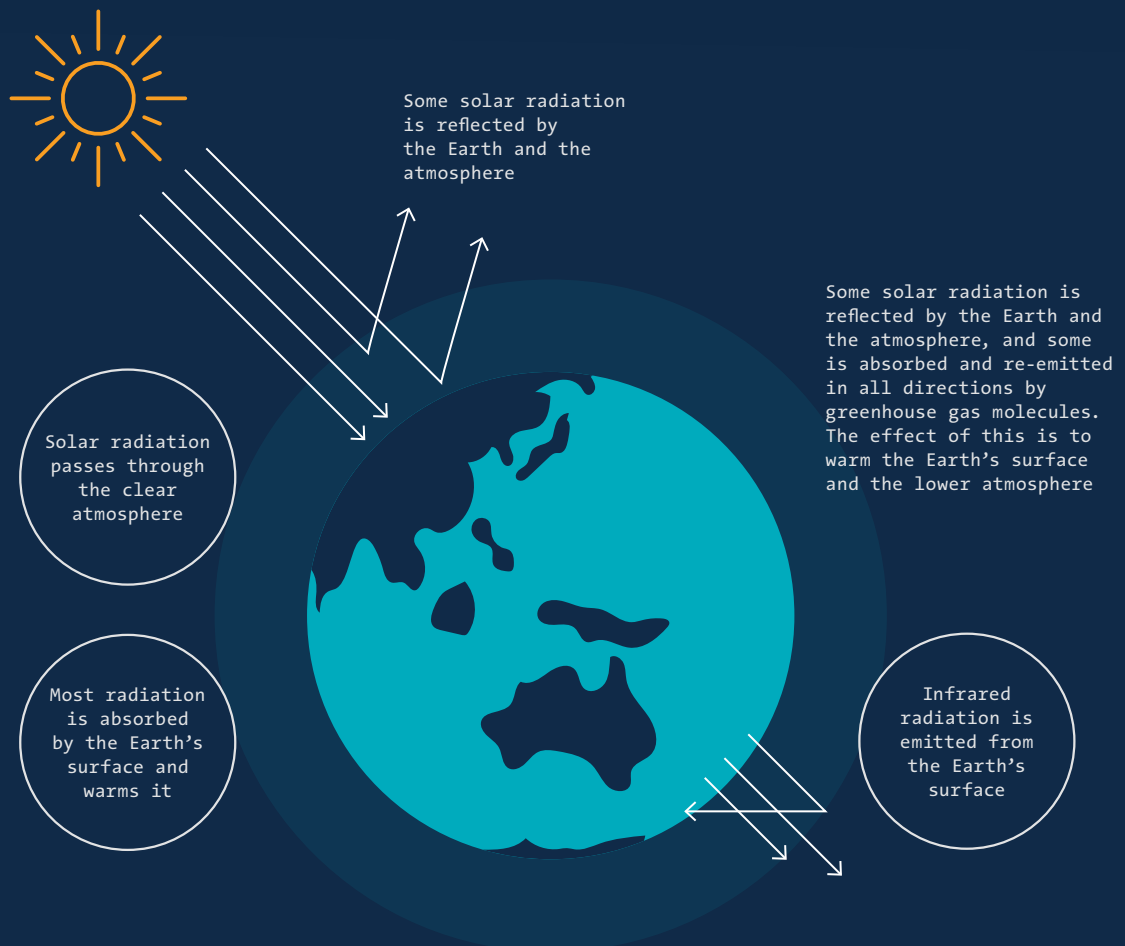 Some solar radiation
is reflected by
the Earth and the
atmosphere
Some solar radiation is
reflected by the Earth and
the atmosphere, and some
is absorbed and re-emitted
in all directions by
greenhouse gas molecules.
The effect of this is to
warm the Earth’s surface
and the lower atmosphere
Solar radiation
passes through
the clear
atmosphere
Most radiation
is absorbed
by the Earth’s
surface and
warms it
Infrared
radiation is
emitted from
the Earth’s
surface